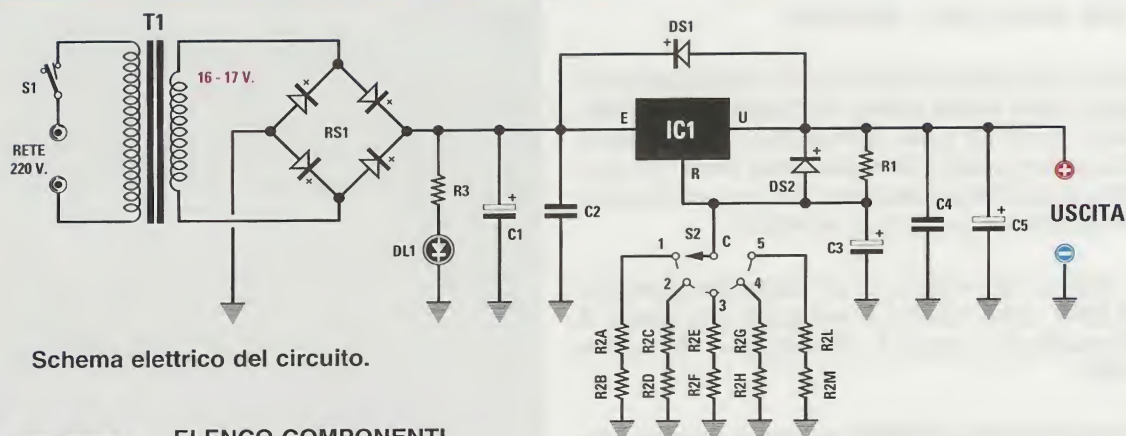 T1
DS1
+
S1
16 - 17 V.
RS1
RETE
220 V.
E
IC1
U
R
R3
DL1
+
C1
C2
+
DS2
R1
C4
+
C5
USCITA
+
C3
S2
1
C
5
2
4
3
R2A
R2B
R2C
R2D
R2E
R2F
R2G
R2H
R2L
R2M
Schema elettrico del circuito.
ELENCO COMPONENTI